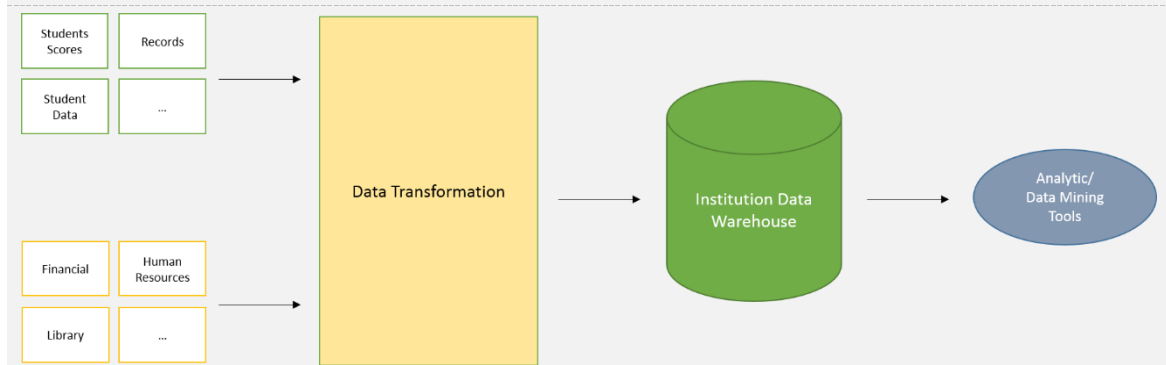 Students
Scores
Records
Student
Data
...
Financial
Human
Resources
Library
...
Data Transformation
Institution Data
Warehouse
Analytic/
Data Mining
Tools